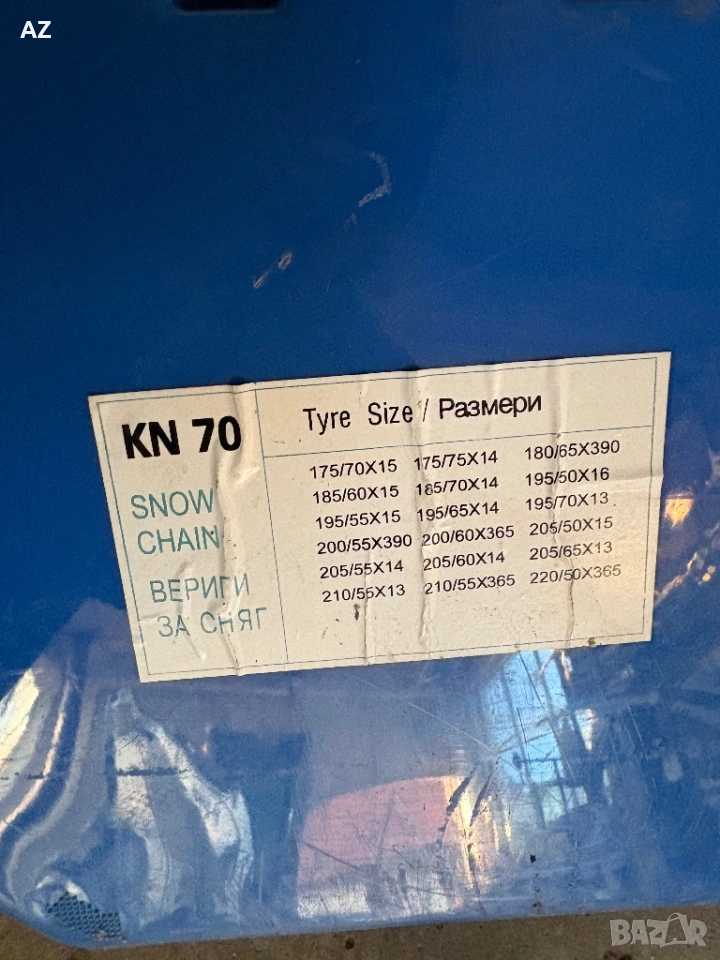 AZ
KN 70
SNOW
CHAIN
ВЕРИГИ
ЗА СНЯГ
Tyre Size / Размери
175/70X15 175/75X14 180/65X390
185/60X15 185/70X14 195/50X16
195/55X15 195/65X14 195/70X13
200/55X390 200/60X365 205/50X15
205/55X14 205/60X14 205/65X13
210/55X13 210/55X365 220/50X365
BAZAR